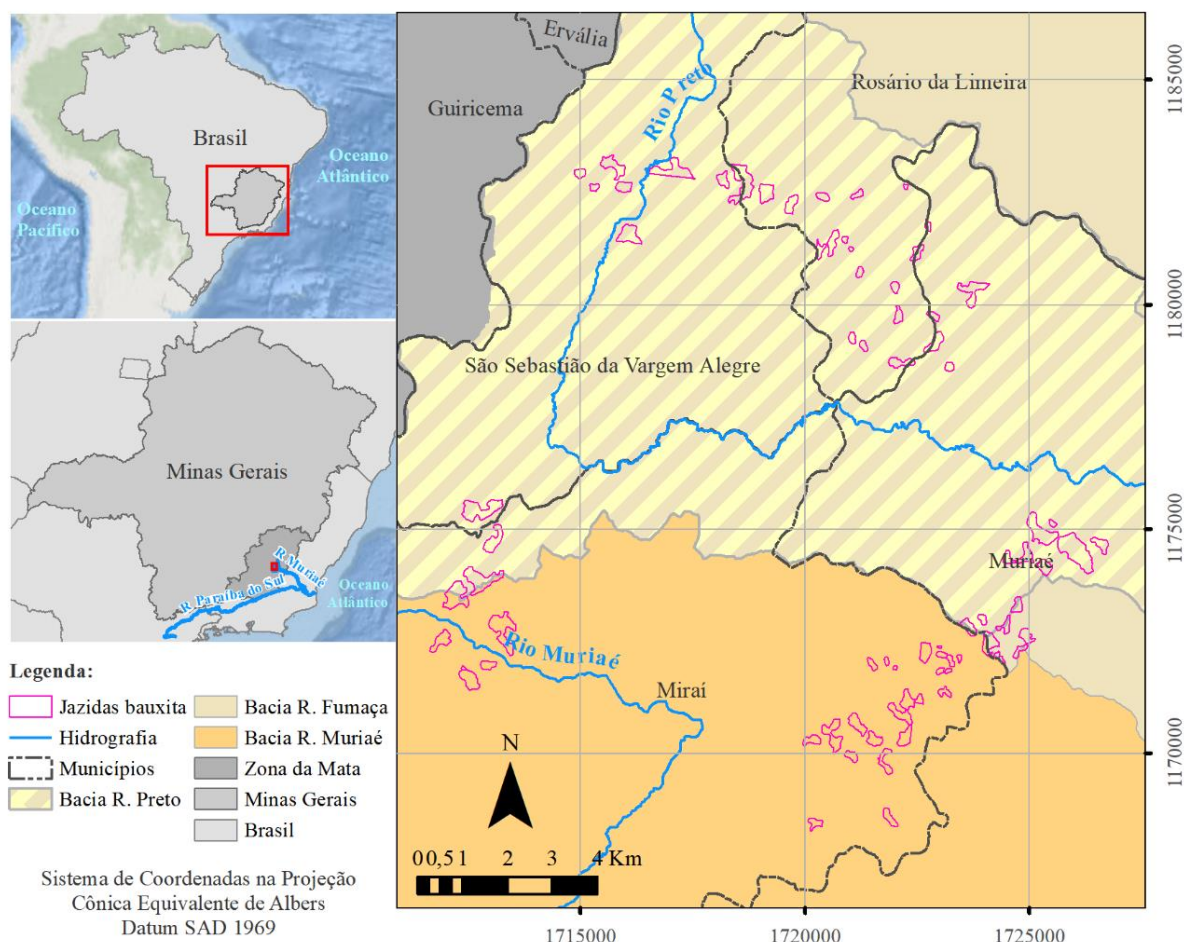 Brasil
Oceano
Atlântico
Oceano
Pacífico
Minas Gerais
R. Muriaé
R. Paraíba do Sul
Oceano
Atlântico
Legenda:
Jazidas bauxita
Hidrografia
Municípios
Bacia R. Preto
Bacia R. Fumaça
Bacia R. Muriaé
Zona da Mata
Minas Gerais
Brasil
Sistema de Coordenadas na Projeção
Cônica Equivalente de Albers
Datum SAD 1969
Ervália
Guiricema
Rio Preto
Rosário da Limeira
São Sebastião da Vargem Alegre
Muriaé
Rio Muriaé
Miraí
N
0 0,5 1 2 3 4 Km
1185000
1180000
1175000
1170000
1715000 1720000 1725000